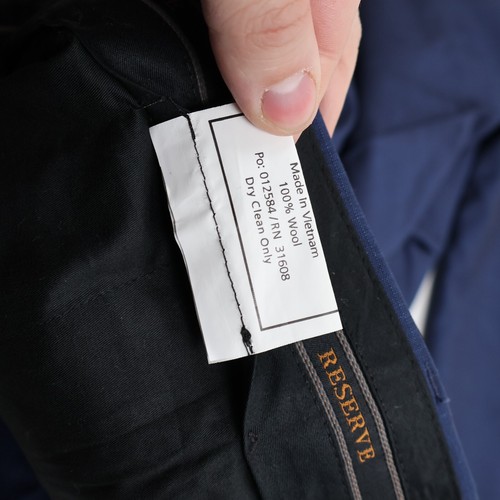 Made In Vietnam
100% Wool
Po: 012584 / RN 31608
Dry Clean Only
RESERVE